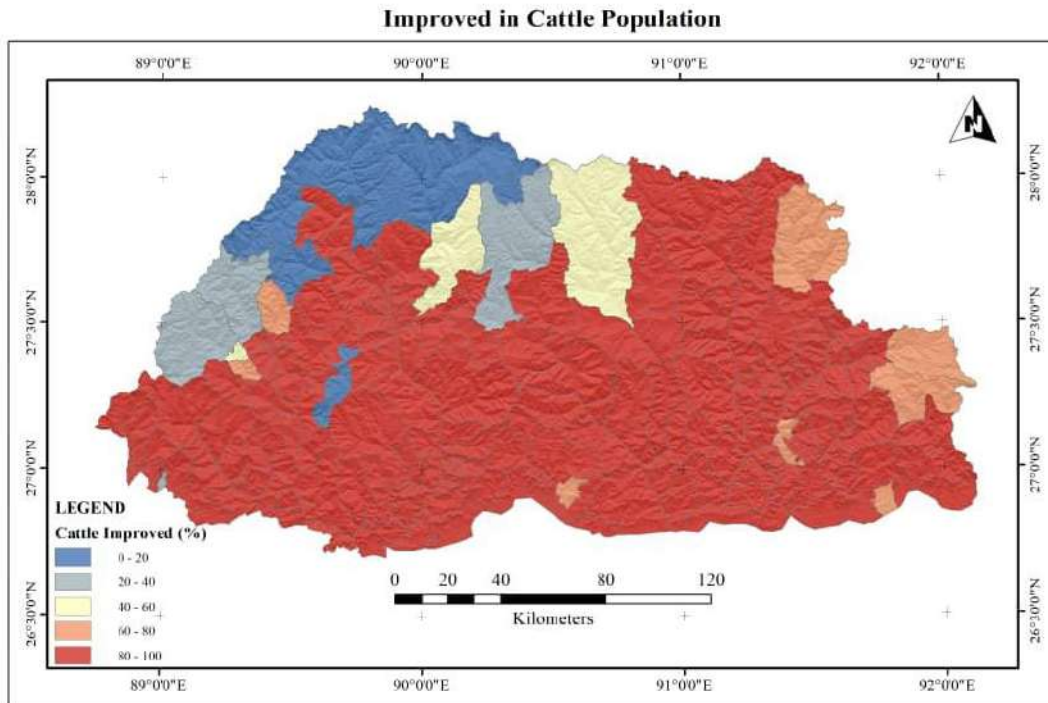 Improved in Cattle Population
89°0'0"E 90°0'0"E 91°0'0"E 92°0'0"E
N
28°0'0"N 28°0'0"N
27°30'0"N 27°30'0"N
27°0'0"N 27°0'0"N
26°30'0"N 26°30'0"N
LEGEND
Cattle Improved (%)
0 - 20
20 - 40
40 - 60
60 - 80
80 - 100
0 20 40 80 120
Kilometers
89°0'0"E 90°0'0"E 91°0'0"E 92°0'0"E